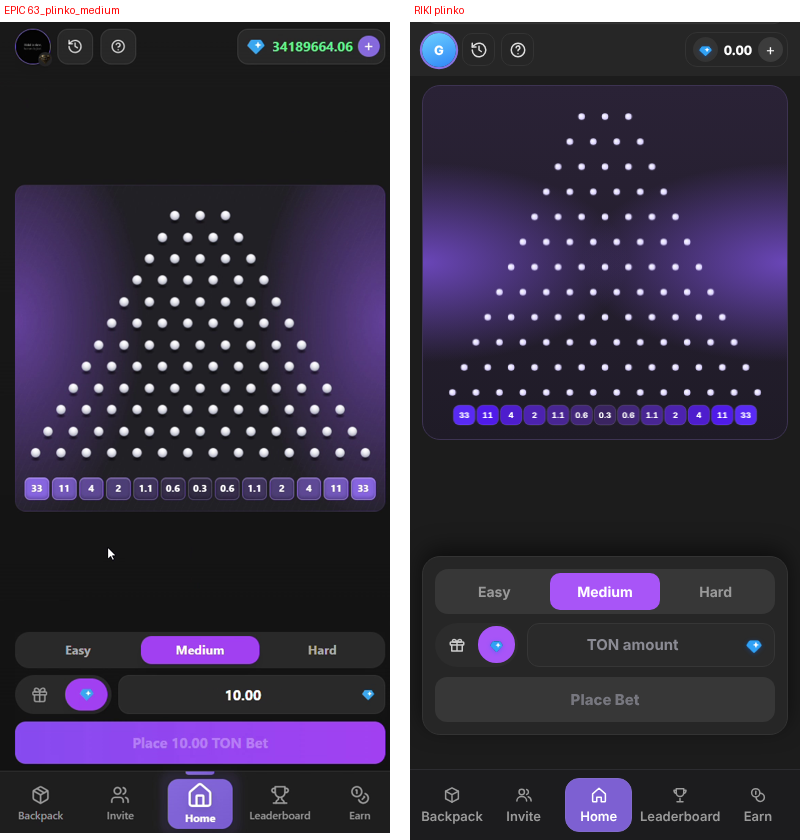 EPIC 63_plinko_medium
34189664.06
33 11 4 2 1.1 0.6 0.3 0.6 1.1 2 4 11 33
Easy Medium Hard
10.00
Place 10.00 TON Bet
Backpack Invite Home Leaderboard Earn
RIKI plinko
G 0.00
33 11 4 2 1.1 0.6 0.3 0.6 1.1 2 4 11 33
Easy Medium Hard
TON amount
Place Bet
Backpack Invite Home Leaderboard Earn